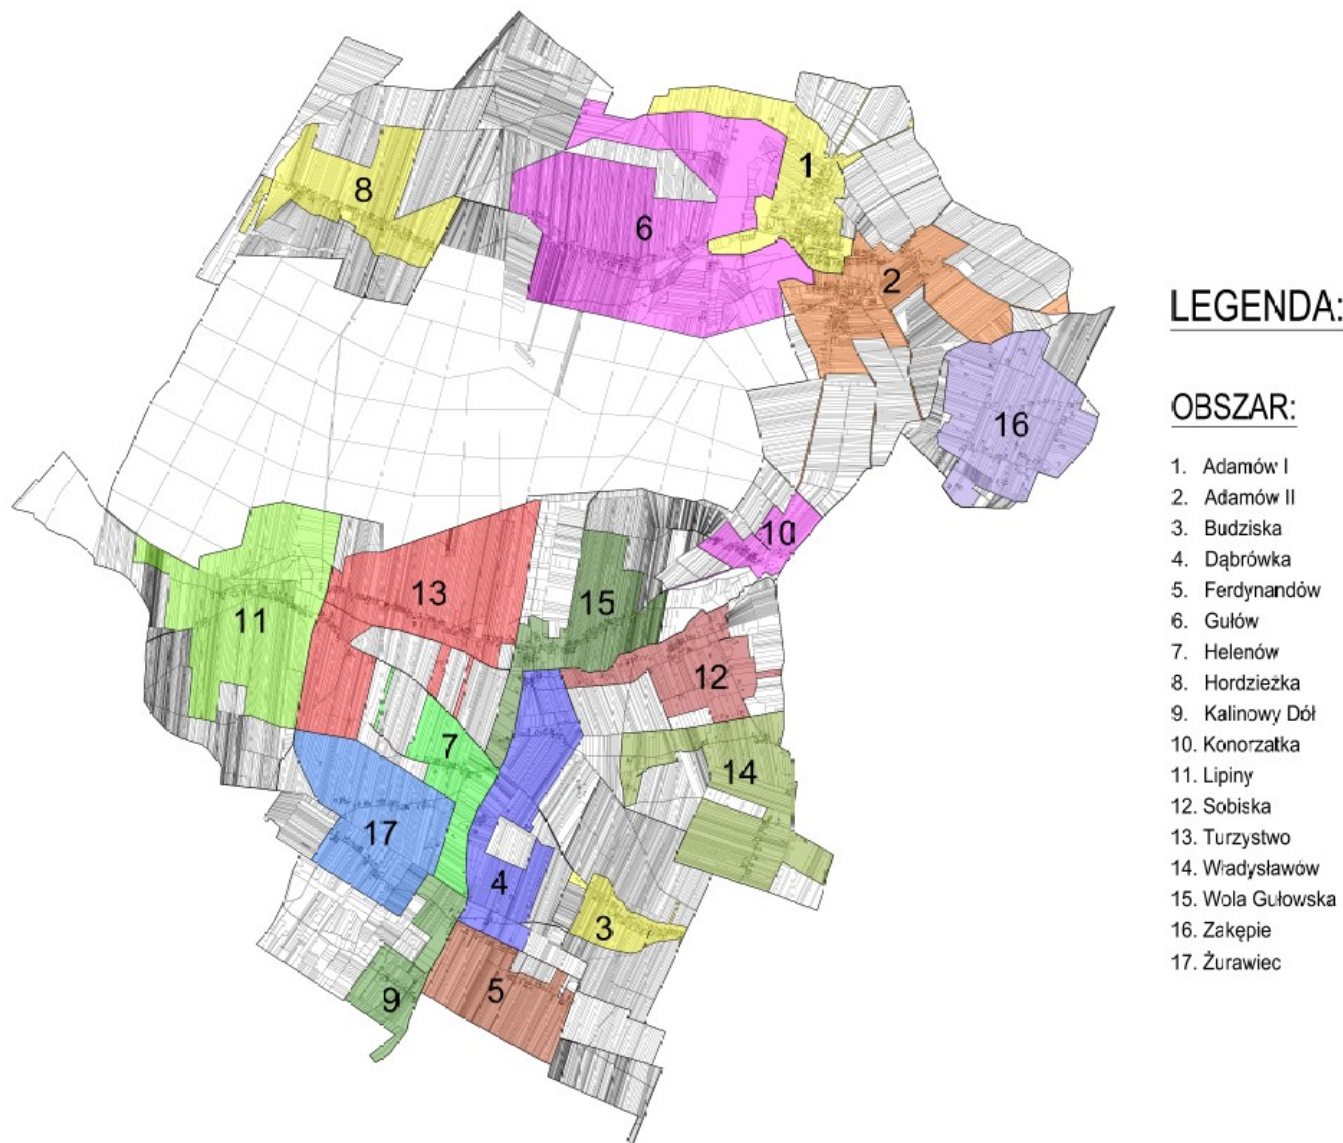 1
8
6
2
16
10
13
15
11
12
7
14
17
4
3
5
9
LEGENDA:
OBSZAR:
1. Adamów I
2. Adamów II
3. Budziska
4. Dąbrówka
5. Ferdynandów
6. Gułów
7. Helenów
8. Hordzieżka
9. Kalinowy Dół
10. Konorzatka
11. Lipiny
12. Sobiska
13. Turzystwo
14. Władysławów
15. Wola Gułowska
16. Zakępie
17. Żurawiec